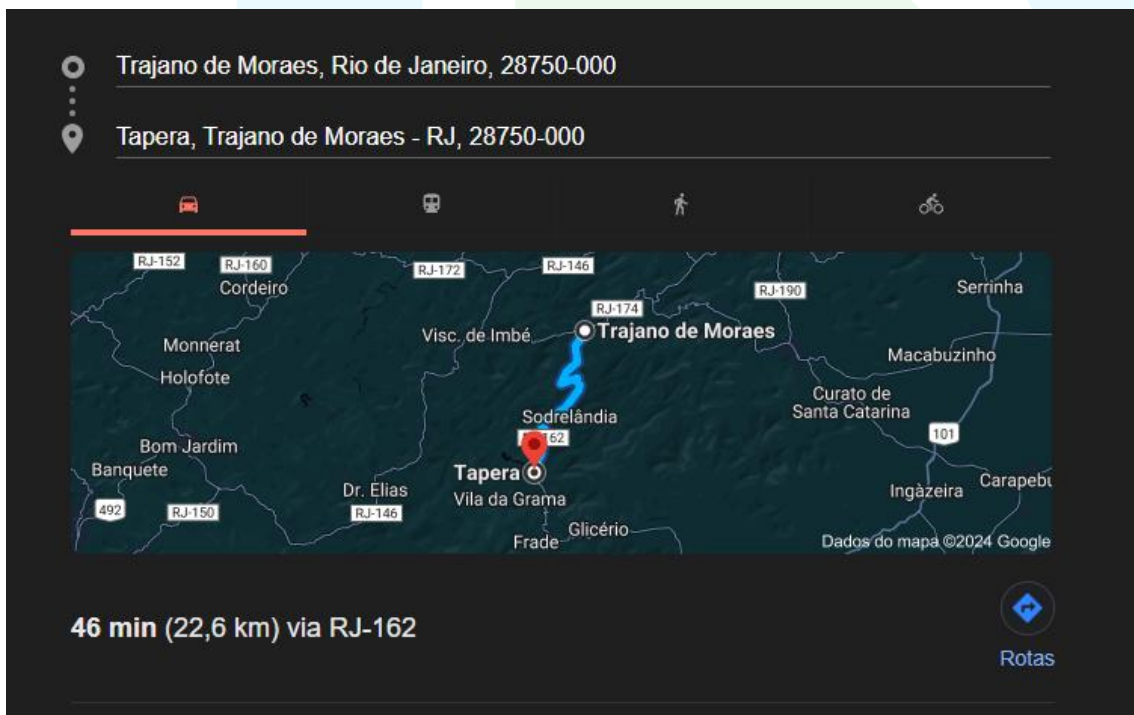 Trajano de Moraes, Rio de Janeiro, 28750-000
Tapera, Trajano de Moraes - RJ, 28750-000
RJ-152
RJ-160
RJ-172
RJ-146
Cordeiro
RJ-190
Serrinha
RJ-174
Visc. de Imbé
Trajano de Moraes
Monnerat
Macabuzinho
Holofote
Curato de
Santa Catarina
Sodrelândia
101
62
Bom Jardim
Banquete
Tapera
Dr. Elias
Vila da Grama
Ingàzeira
Carapebu
492
RJ-150
RJ-146
Glicério
Frade
Dados do mapa ©2024 Google
46 min (22,6 km) via RJ-162
Rotas